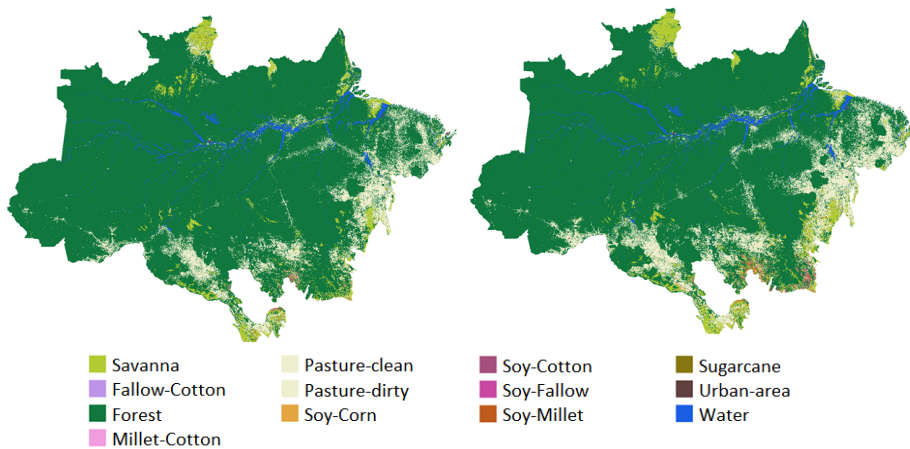 Savanna
Fallow-Cotton
Forest
Millet-Cotton
Pasture-clean
Pasture-dirty
Soy-Corn
Soy-Cotton
Soy-Fallow
Soy-Millet
Sugarcane
Urban-area
Water